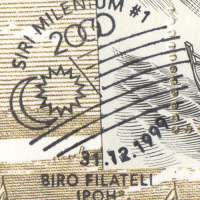 SIRI MILENIUM #1
2000
31.12.1999
BIRO FILATELI
IPOH